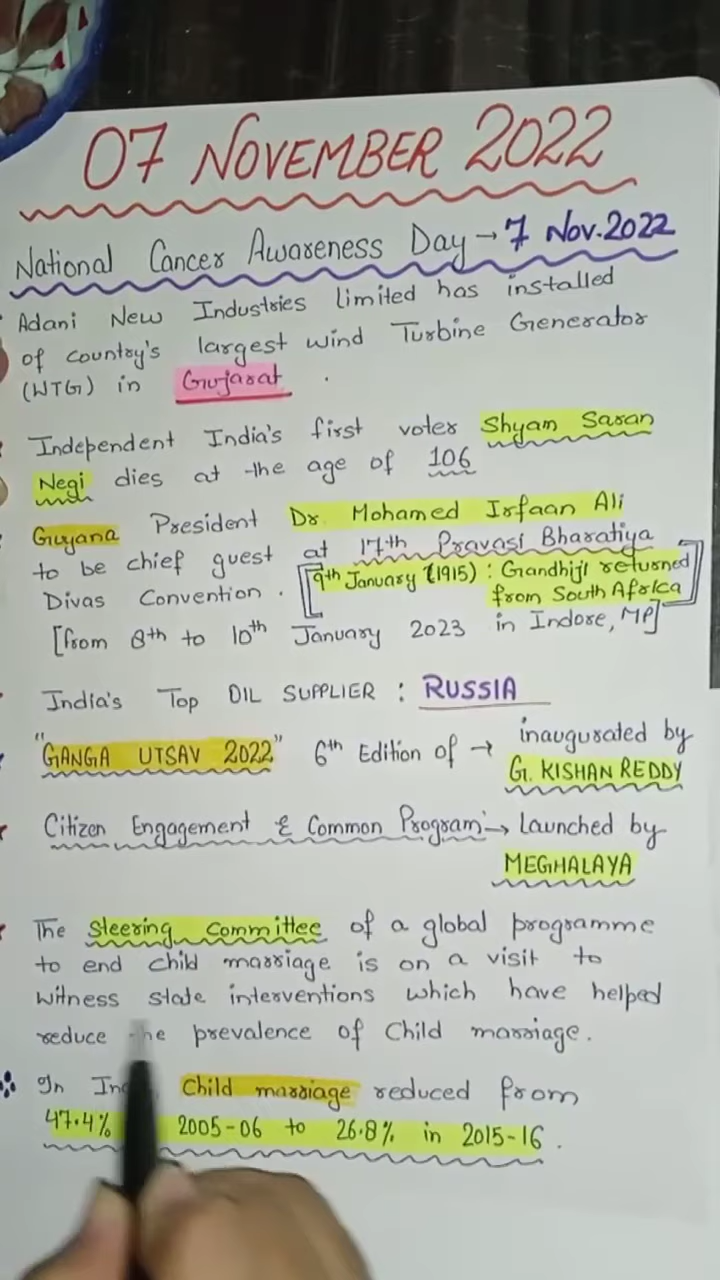 07 NOVEMBER 2022
National Cancer Awareness Day → 7 Nov. 2022
Adani New Industries limited has installed
of country's largest wind Turbine Generator
(WTG) in Gujarat .
Independent India's first voter Shyam Saran
Negi dies at the age of 106
Guyana President Dr Mohamed Irfaan Ali
to be chief guest at 17th Pravasi Bharatiya
Divas Convention . [9th January (1915) : Gandhiji returned
from South Africa]
[from 8th to 10th January 2023 in Indore, MP]
India's Top OIL SUPPLIER : RUSSIA
"GANGA UTSAV 2022" 6th Edition of → inaugurated by
G. KISHAN REDDY
Citizen Engagement & Common Program → launched by
MEGHALAYA
The Steering Committee of a global programme
to end child marriage is on a visit to
witness state interventions which have helped
reduce the prevalence of Child marriage.
In Child marriage reduced from
47.4% 2005-06 to 26.8% in 2015-16 .